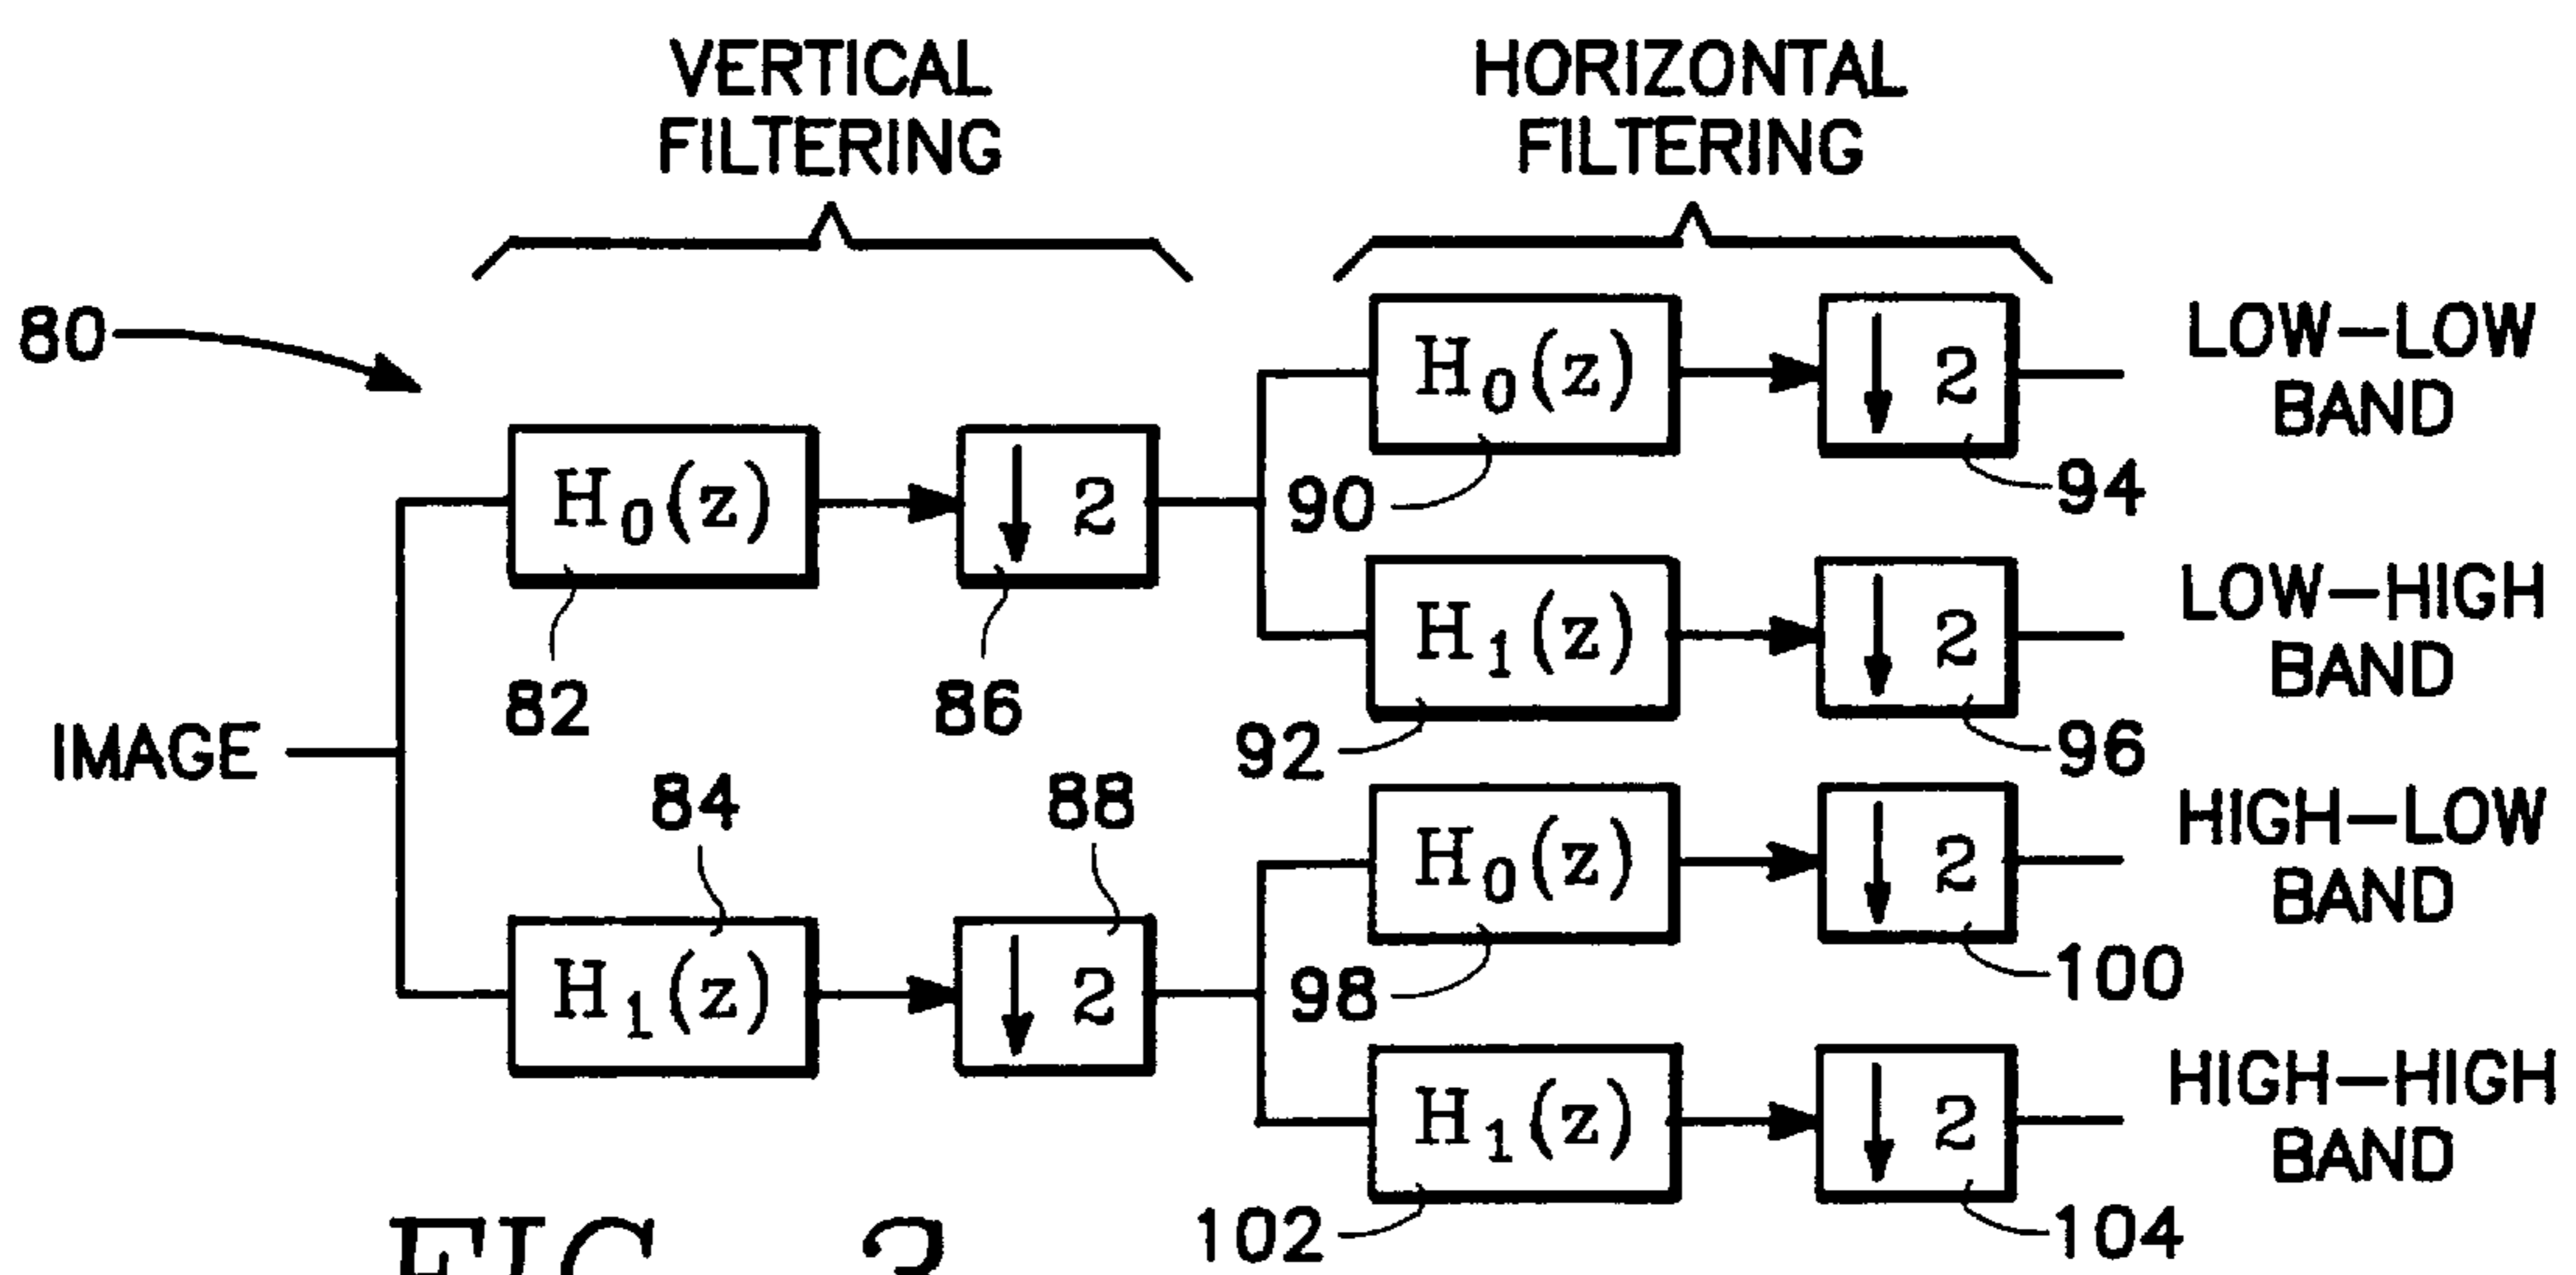 VERTICAL
FILTERING
HORIZONTAL
FILTERING
80
H0(z)
82
↓ 2
86
H0(z)
90
↓ 2
94
LOW–LOW
BAND
H1(z)
92
↓ 2
96
LOW–HIGH
BAND
IMAGE
84
H1(z)
88
↓ 2
H0(z)
98
↓ 2
100
HIGH–LOW
BAND
H1(z)
102
↓ 2
104
HIGH–HIGH
BAND